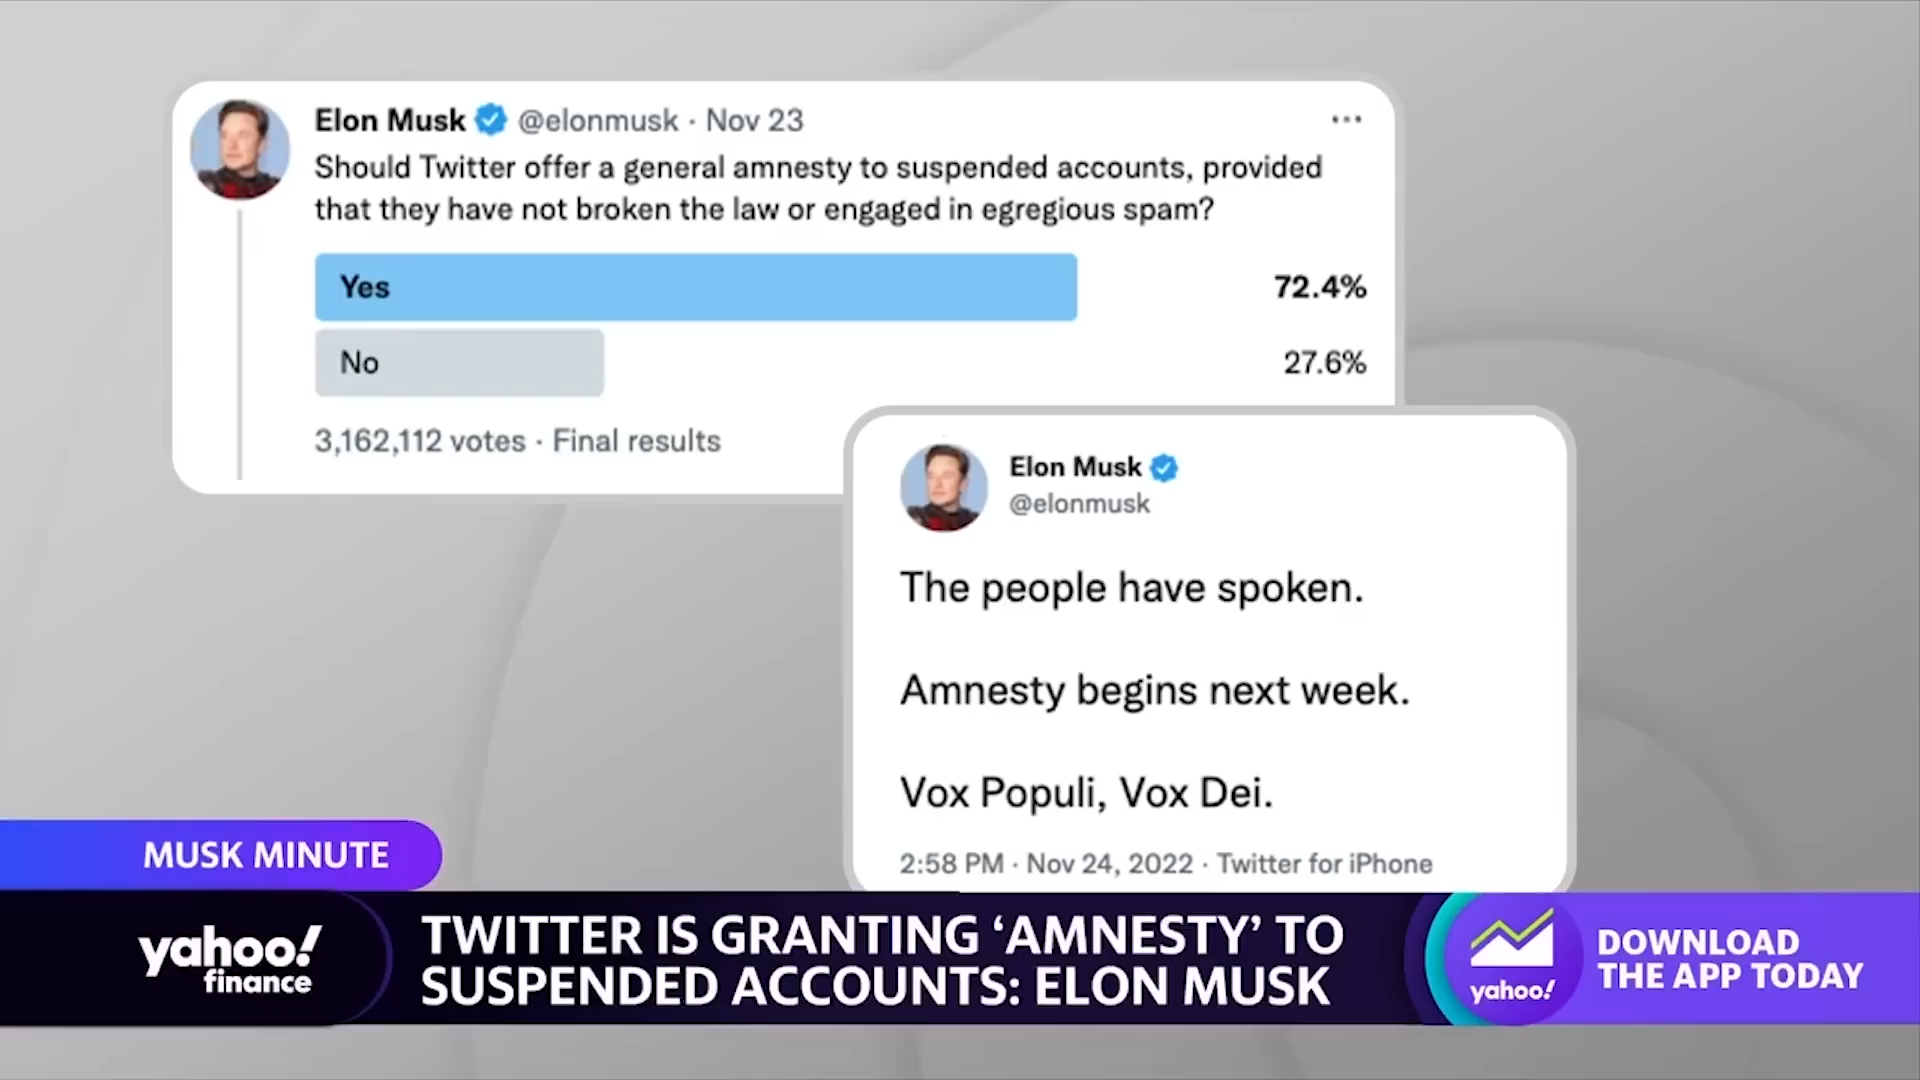 Elon Musk @elonmusk · Nov 23 ...
Should Twitter offer a general amnesty to suspended accounts, provided
that they have not broken the law or engaged in egregious spam?
Yes 72.4%
No 27.6%
3,162,112 votes · Final results
Elon Musk
@elonmusk
The people have spoken.
Amnesty begins next week.
Vox Populi, Vox Dei.
2:58 PM · Nov 24, 2022 · Twitter for iPhone
MUSK MINUTE
yahoo!
finance
TWITTER IS GRANTING ‘AMNESTY’ TO
SUSPENDED ACCOUNTS: ELON MUSK
yahoo!
DOWNLOAD
THE APP TODAY